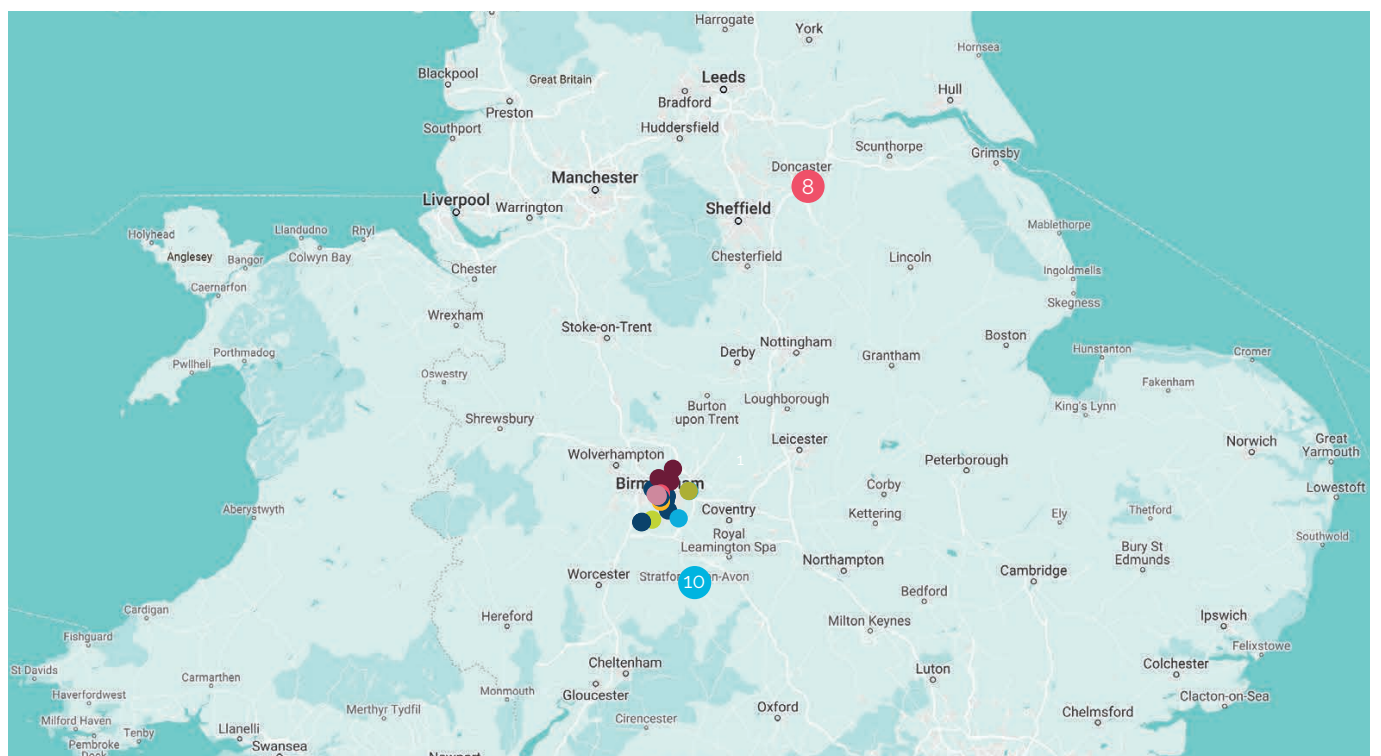 Harrogate
York
Hornsea
Blackpool
Great Britain
Leeds
Hull
Bradford
Preston
Southport
Huddersfield
Scunthorpe
Grimsby
Doncaster
8
Manchester
Liverpool
Warrington
Sheffield
Mablethorpe
Holyhead
Llandudno
Rhyl
Anglesey
Bangor
Colwyn Bay
Chester
Chesterfield
Lincoln
Ingoldmells
Caernarfon
Skegness
Wrexham
Stoke-on-Trent
Nottingham
Boston
Derby
Grantham
Hunstanton
Cromer
Porthmadog
Pwllheli
Oswestry
Fakenham
Burton
upon Trent
Loughborough
King's Lynn
Shrewsbury
Leicester
Norwich
Great
Yarmouth
Wolverhampton
1
Peterborough
Corby
Lowestoft
Aberystwyth
Coventry
Kettering
Ely
Thetford
Royal
Leamington Spa
Southwold
Bury St
Edmunds
Northampton
Cambridge
Worcester
10
Bedford
Cardigan
Hereford
Milton Keynes
Ipswich
Fishguard
Felixstowe
St Davids
Carmarthen
Cheltenham
Luton
Colchester
Haverfordwest
Monmouth
Gloucester
Clacton-on-Sea
Merthyr Tydfil
Cirencester
Oxford
Chelmsford
Milford Haven
Tenby
Llanelli
Pembroke
Swansea